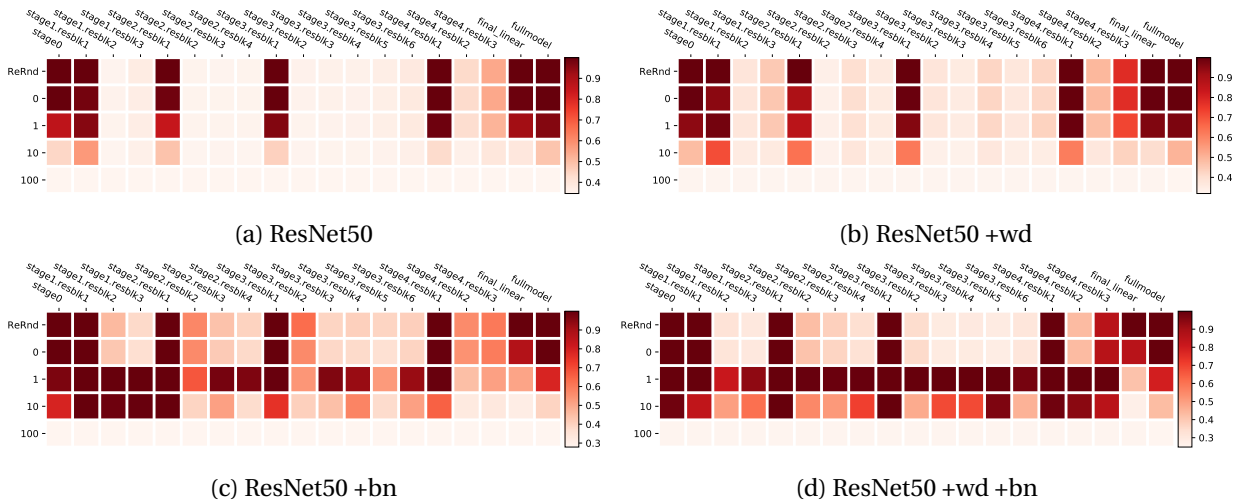 stage0
stage1.resblk1
stage1.resblk2
stage1.resblk3
stage2.resblk1
stage2.resblk2
stage2.resblk3
stage2.resblk4
stage3.resblk1
stage3.resblk2
stage3.resblk3
stage3.resblk4
stage3.resblk5
stage3.resblk6
stage4.resblk1
stage4.resblk2
stage4.resblk3
final_linear
fullmodel
ReRnd
0
1
10
100
0.9
0.8
0.7
0.6
0.5
0.4
(a) ResNet50
stage0
stage1.resblk1
stage1.resblk2
stage1.resblk3
stage2.resblk1
stage2.resblk2
stage2.resblk3
stage2.resblk4
stage3.resblk1
stage3.resblk2
stage3.resblk3
stage3.resblk4
stage3.resblk5
stage3.resblk6
stage4.resblk1
stage4.resblk2
stage4.resblk3
final_linear
fullmodel
ReRnd
0
1
10
100
0.9
0.8
0.7
0.6
0.5
0.4
(b) ResNet50 +wd
stage0
stage1.resblk1
stage1.resblk2
stage1.resblk3
stage2.resblk1
stage2.resblk2
stage2.resblk3
stage2.resblk4
stage3.resblk1
stage3.resblk2
stage3.resblk3
stage3.resblk4
stage3.resblk5
stage3.resblk6
stage4.resblk1
stage4.resblk2
stage4.resblk3
final_linear
fullmodel
ReRnd
0
1
10
100
0.9
0.8
0.7
0.6
0.5
0.4
0.3
(c) ResNet50 +bn
stage0
stage1.resblk1
stage1.resblk2
stage1.resblk3
stage2.resblk1
stage2.resblk2
stage2.resblk3
stage2.resblk4
stage3.resblk1
stage3.resblk2
stage3.resblk3
stage3.resblk4
stage3.resblk5
stage3.resblk6
stage4.resblk1
stage4.resblk2
stage4.resblk3
final_linear
fullmodel
ReRnd
0
1
10
100
0.9
0.8
0.7
0.6
0.5
0.4
0.3
(d) ResNet50 +wd +bn